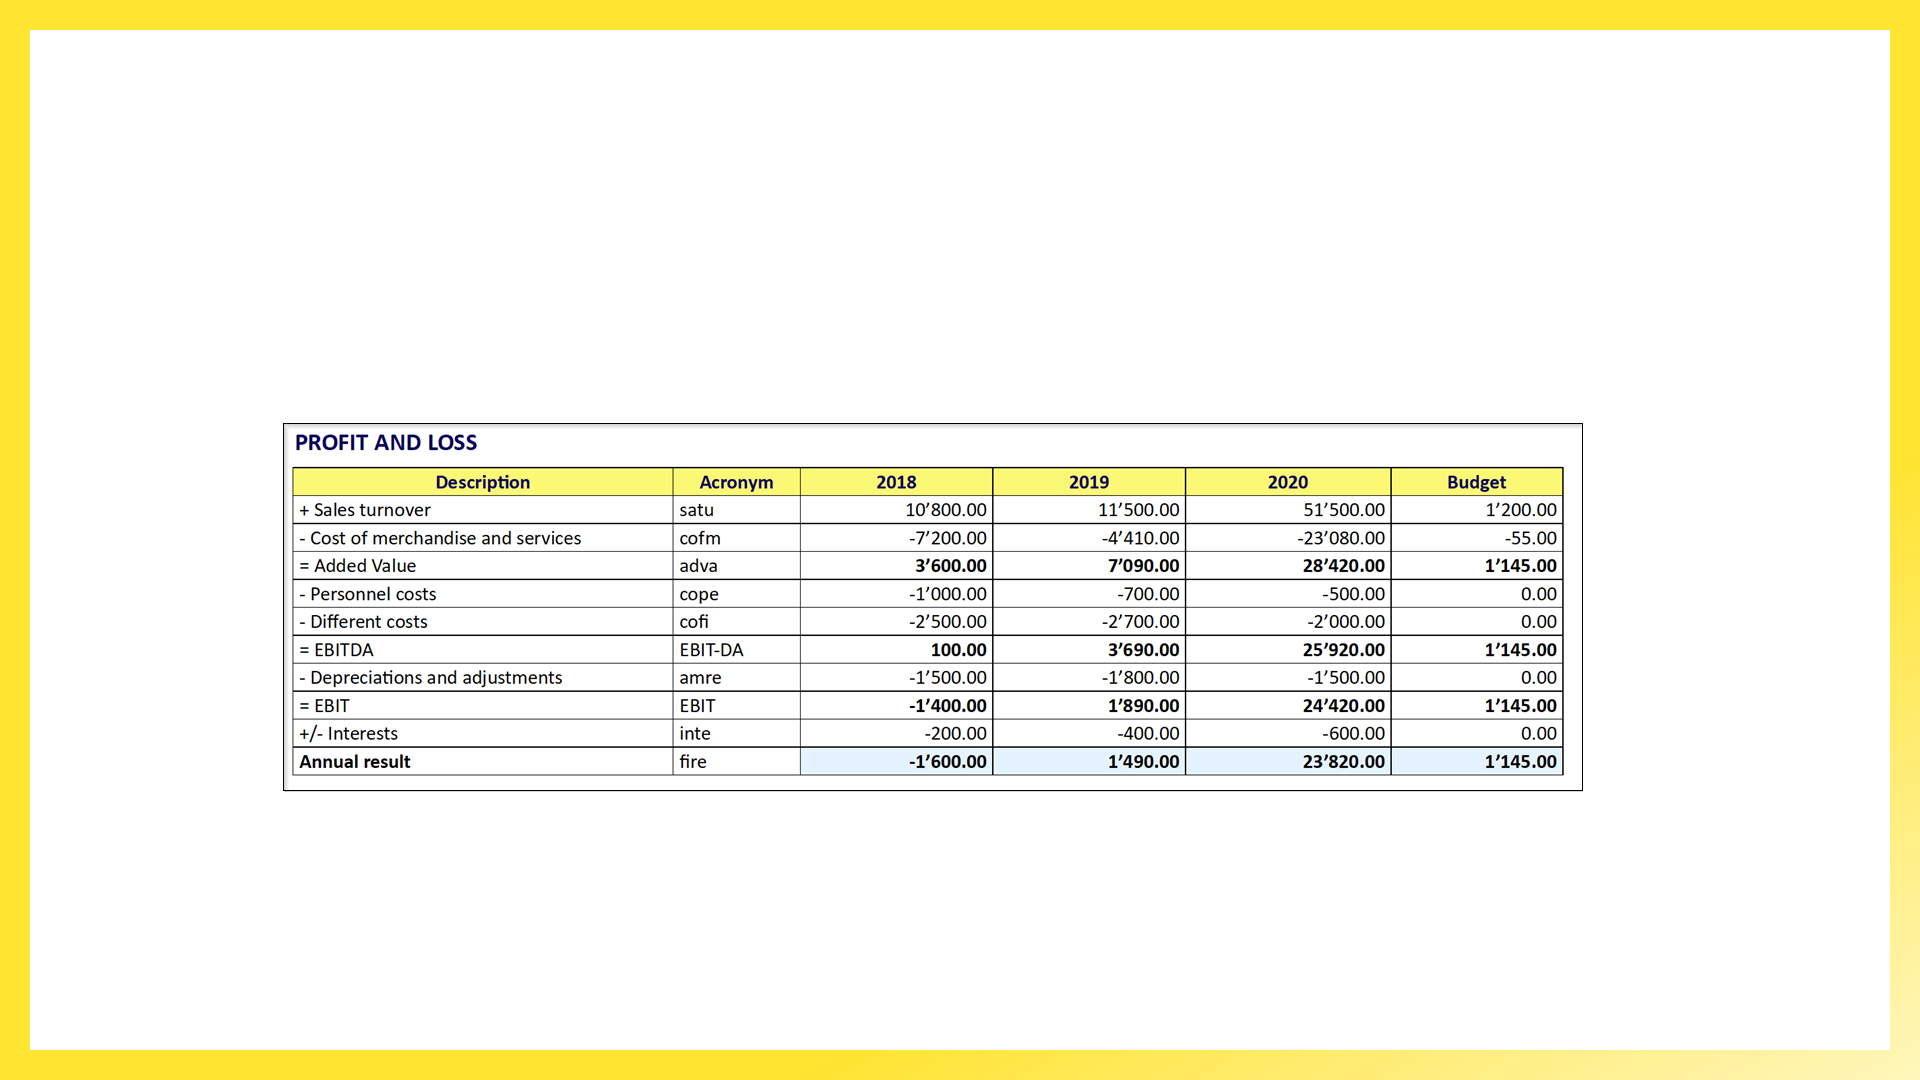 PROFIT AND LOSS
Description Acronym 2018 2019 2020 Budget
+ Sales turnover satu 10’800.00 11’500.00 51’500.00 1’200.00
- Cost of merchandise and services cofm -7’200.00 -4’410.00 -23’080.00 -55.00
= Added Value adva 3’600.00 7’090.00 28’420.00 1’145.00
- Personnel costs cope -1’000.00 -700.00 -500.00 0.00
- Different costs cofi -2’500.00 -2’700.00 -2’000.00 0.00
= EBITDA EBIT-DA 100.00 3’690.00 25’920.00 1’145.00
- Depreciations and adjustments amre -1’500.00 -1’800.00 -1’500.00 0.00
= EBIT EBIT -1’400.00 1’890.00 24’420.00 1’145.00
+/- Interests inte -200.00 -400.00 -600.00 0.00
Annual result fire -1’600.00 1’490.00 23’820.00 1’145.00